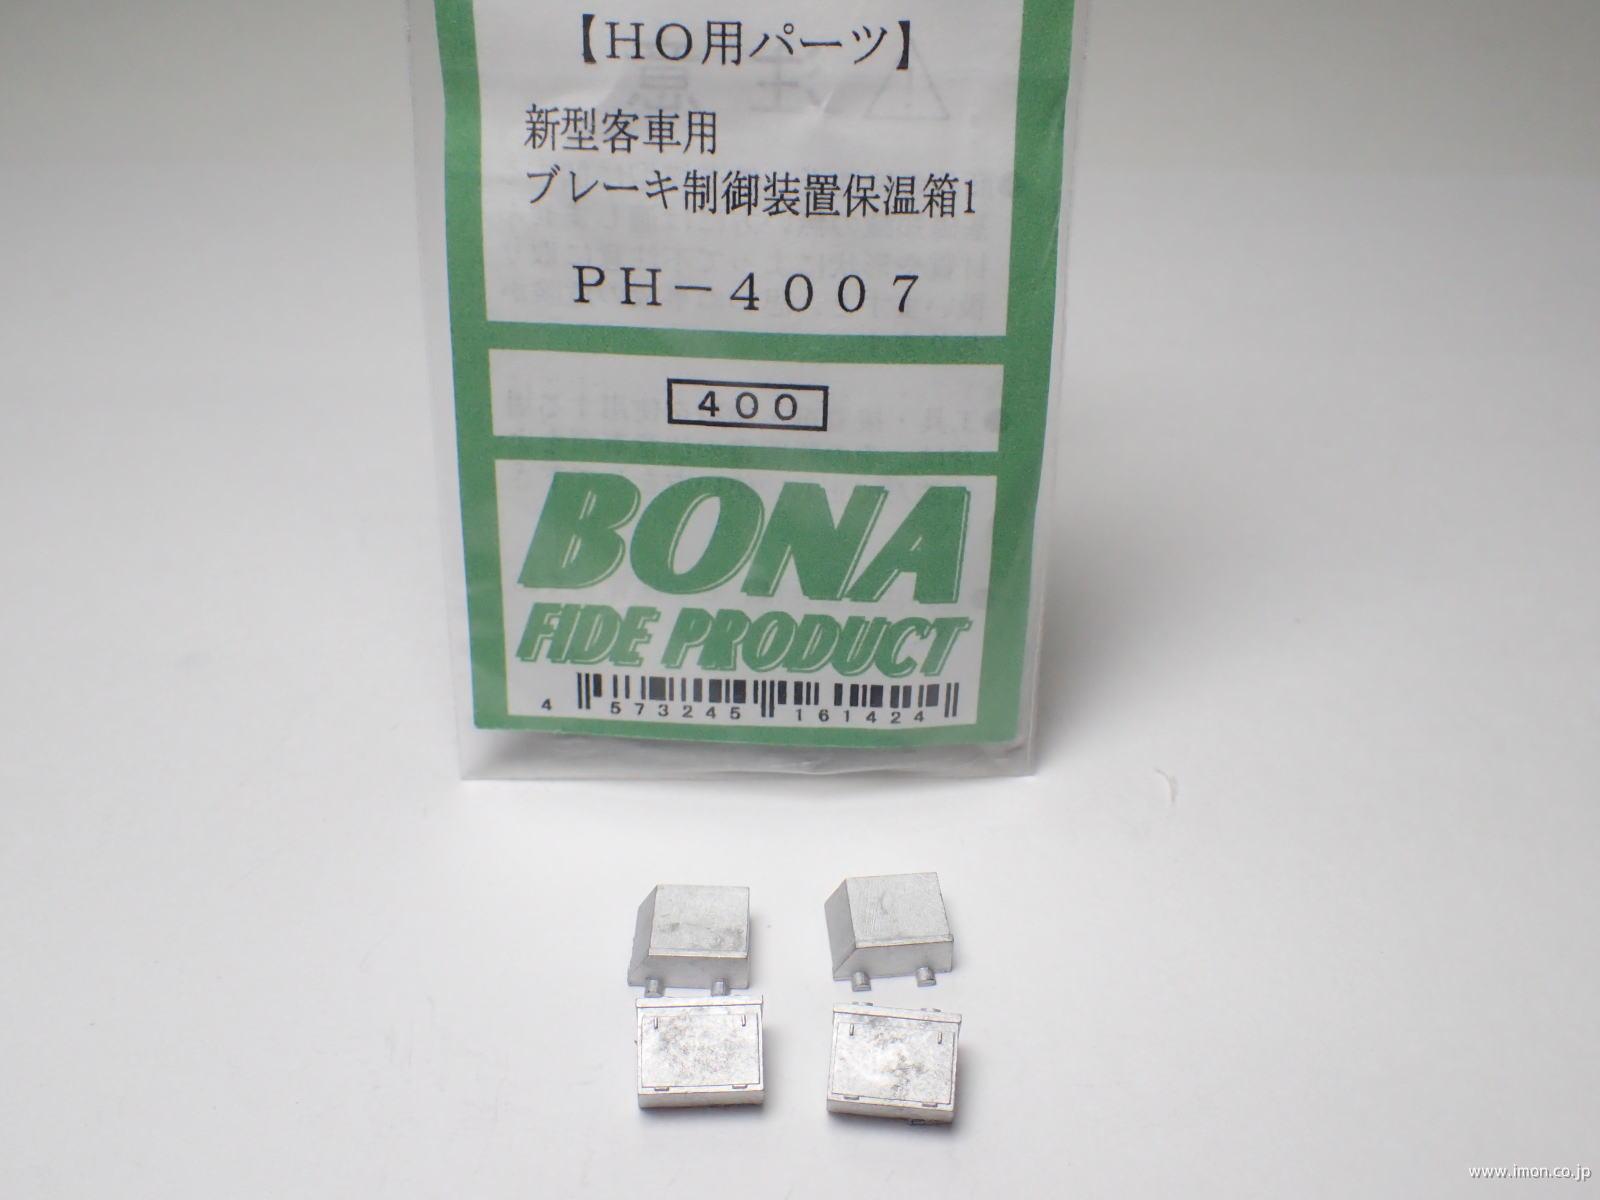 【HO用パーツ】
新型客車用
ブレーキ制御装置保温箱1
PH-4007
400
BONA
FIDE PRODUCT
4 573245 161424
www.imon.co.jp